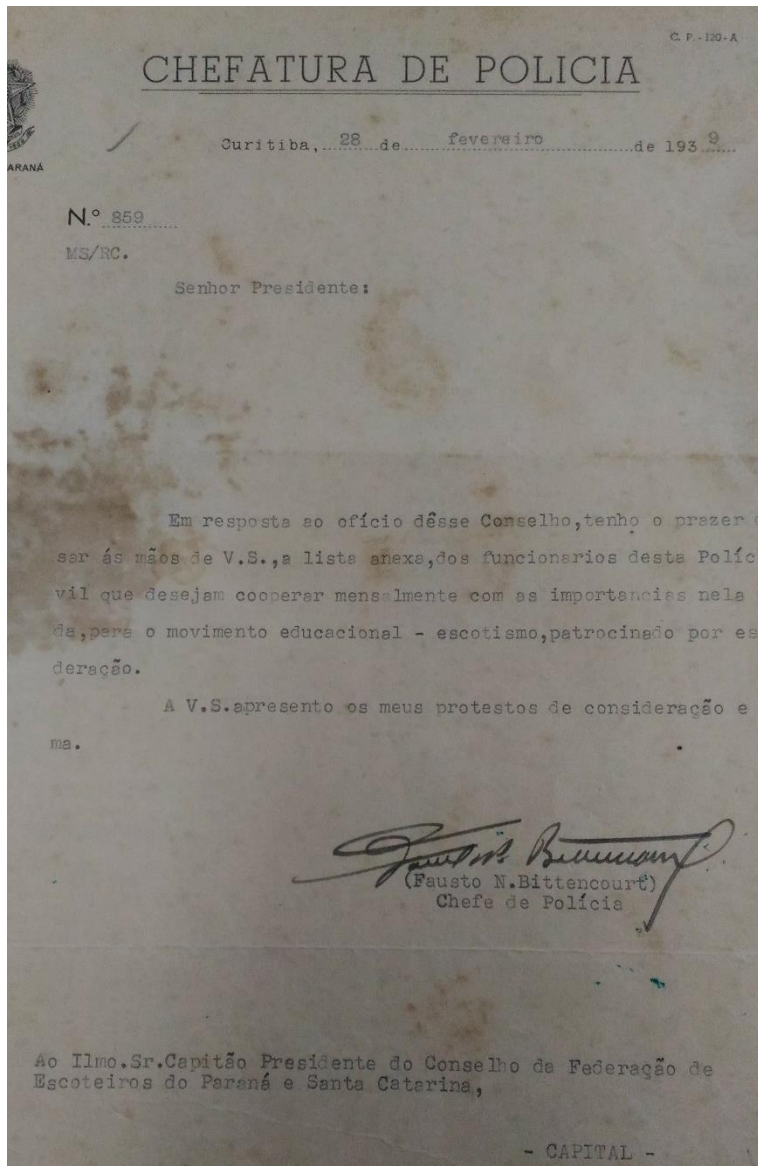 C. P. - 120 - A
CHEFATURA DE POLICIA
Curitiba, 28 de fevereiro de 1939
ARANÁ
N.º 859
MS/RC.
Senhor Presidente:
Em resposta ao ofício dêsse Conselho,tenho o prazer
sar ás mãos de V.S.,a lista anexa,dos funcionarios desta Políc
vil que desejam cooperar mensalmente com as importancias nela
da,para o movimento educacional - escotismo,patrocinado por es
deração.
A V.S.apresento os meus protestos de consideração e
ma.
(Fausto N.Bittencourt)
Chefe de Polícia
Ao Ilmo.Sr.Capitão Presidente do Conselho da Federação de
Escoteiros do Paraná e Santa Catarina,
- CAPITAL -